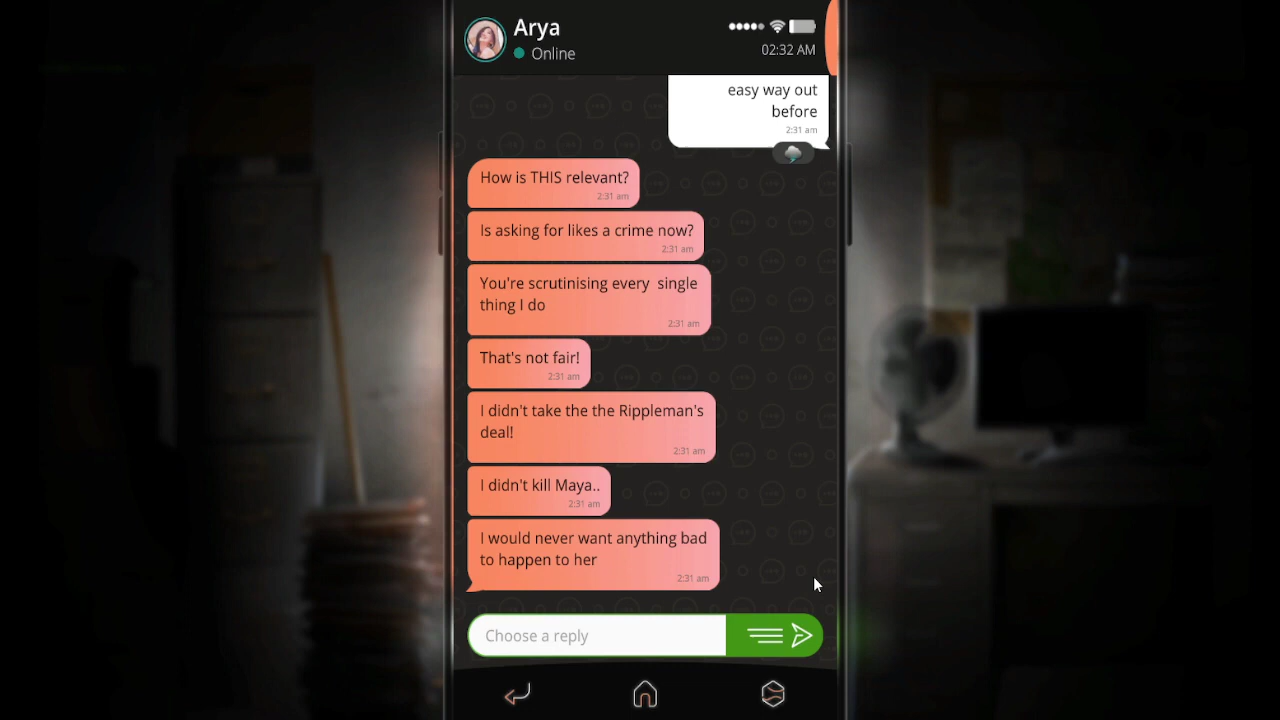 Arya
Online
02:32 AM
easy way out
before
2:31 am
How is THIS relevant?
2:31 am
Is asking for likes a crime now?
2:31 am
You're scrutinising every  single
thing I do
2:31 am
That's not fair!
2:31 am
I didn't take the the Rippleman's
deal!
2:31 am
I didn't kill Maya..
2:31 am
I would never want anything bad
to happen to her
2:31 am
Choose a reply